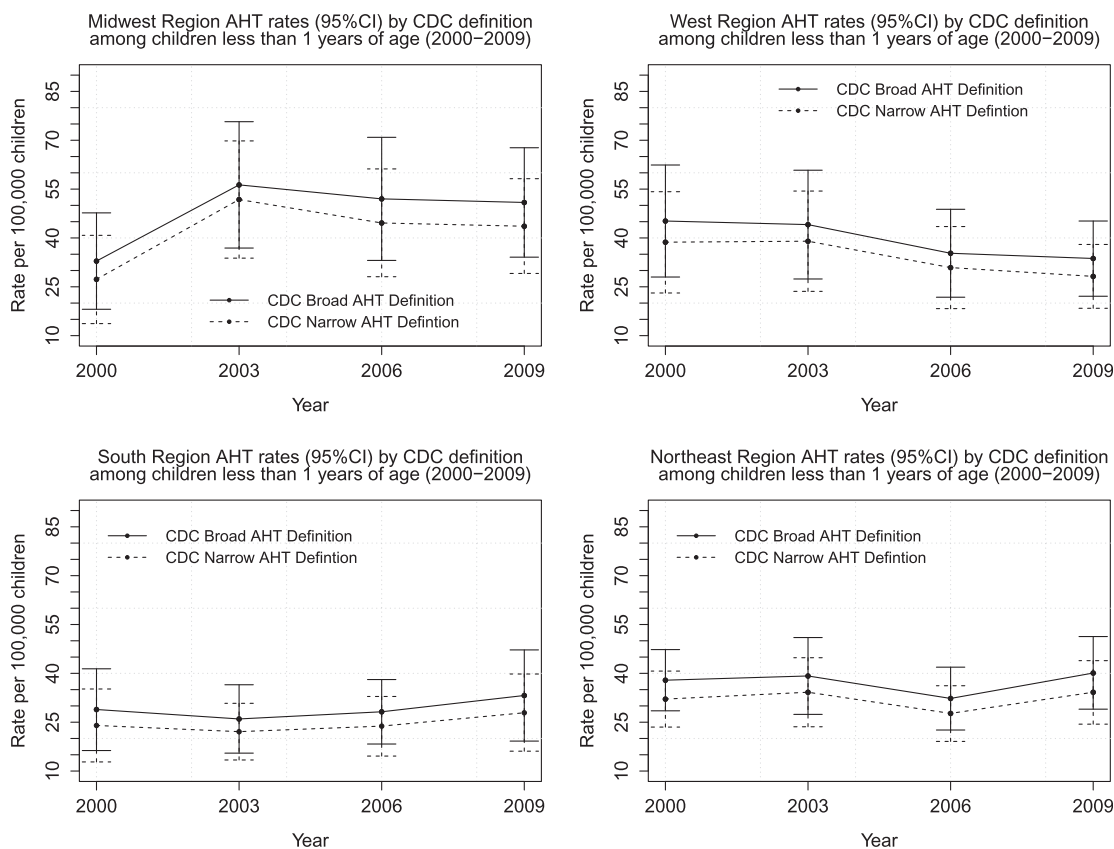 Midwest Region AHT rates (95%CI) by CDC definition
among children less than 1 years of age (2000−2009)
Rate per 100,000 children
85
70
55
40
25
10
CDC Broad AHT Definition
CDC Narrow AHT Defintion
2000 2003 2006 2009
Year
West Region AHT rates (95%CI) by CDC definition
among children less than 1 years of age (2000−2009)
Rate per 100,000 children
85
70
55
40
25
10
CDC Broad AHT Definition
CDC Narrow AHT Defintion
2000 2003 2006 2009
Year
South Region AHT rates (95%CI) by CDC definition
among children less than 1 years of age (2000−2009)
Rate per 100,000 children
85
70
55
40
25
10
CDC Broad AHT Definition
CDC Narrow AHT Defintion
2000 2003 2006 2009
Year
Northeast Region AHT rates (95%CI) by CDC definition
among children less than 1 years of age (2000−2009)
Rate per 100,000 children
85
70
55
40
25
10
CDC Broad AHT Definition
CDC Narrow AHT Defintion
2000 2003 2006 2009
Year